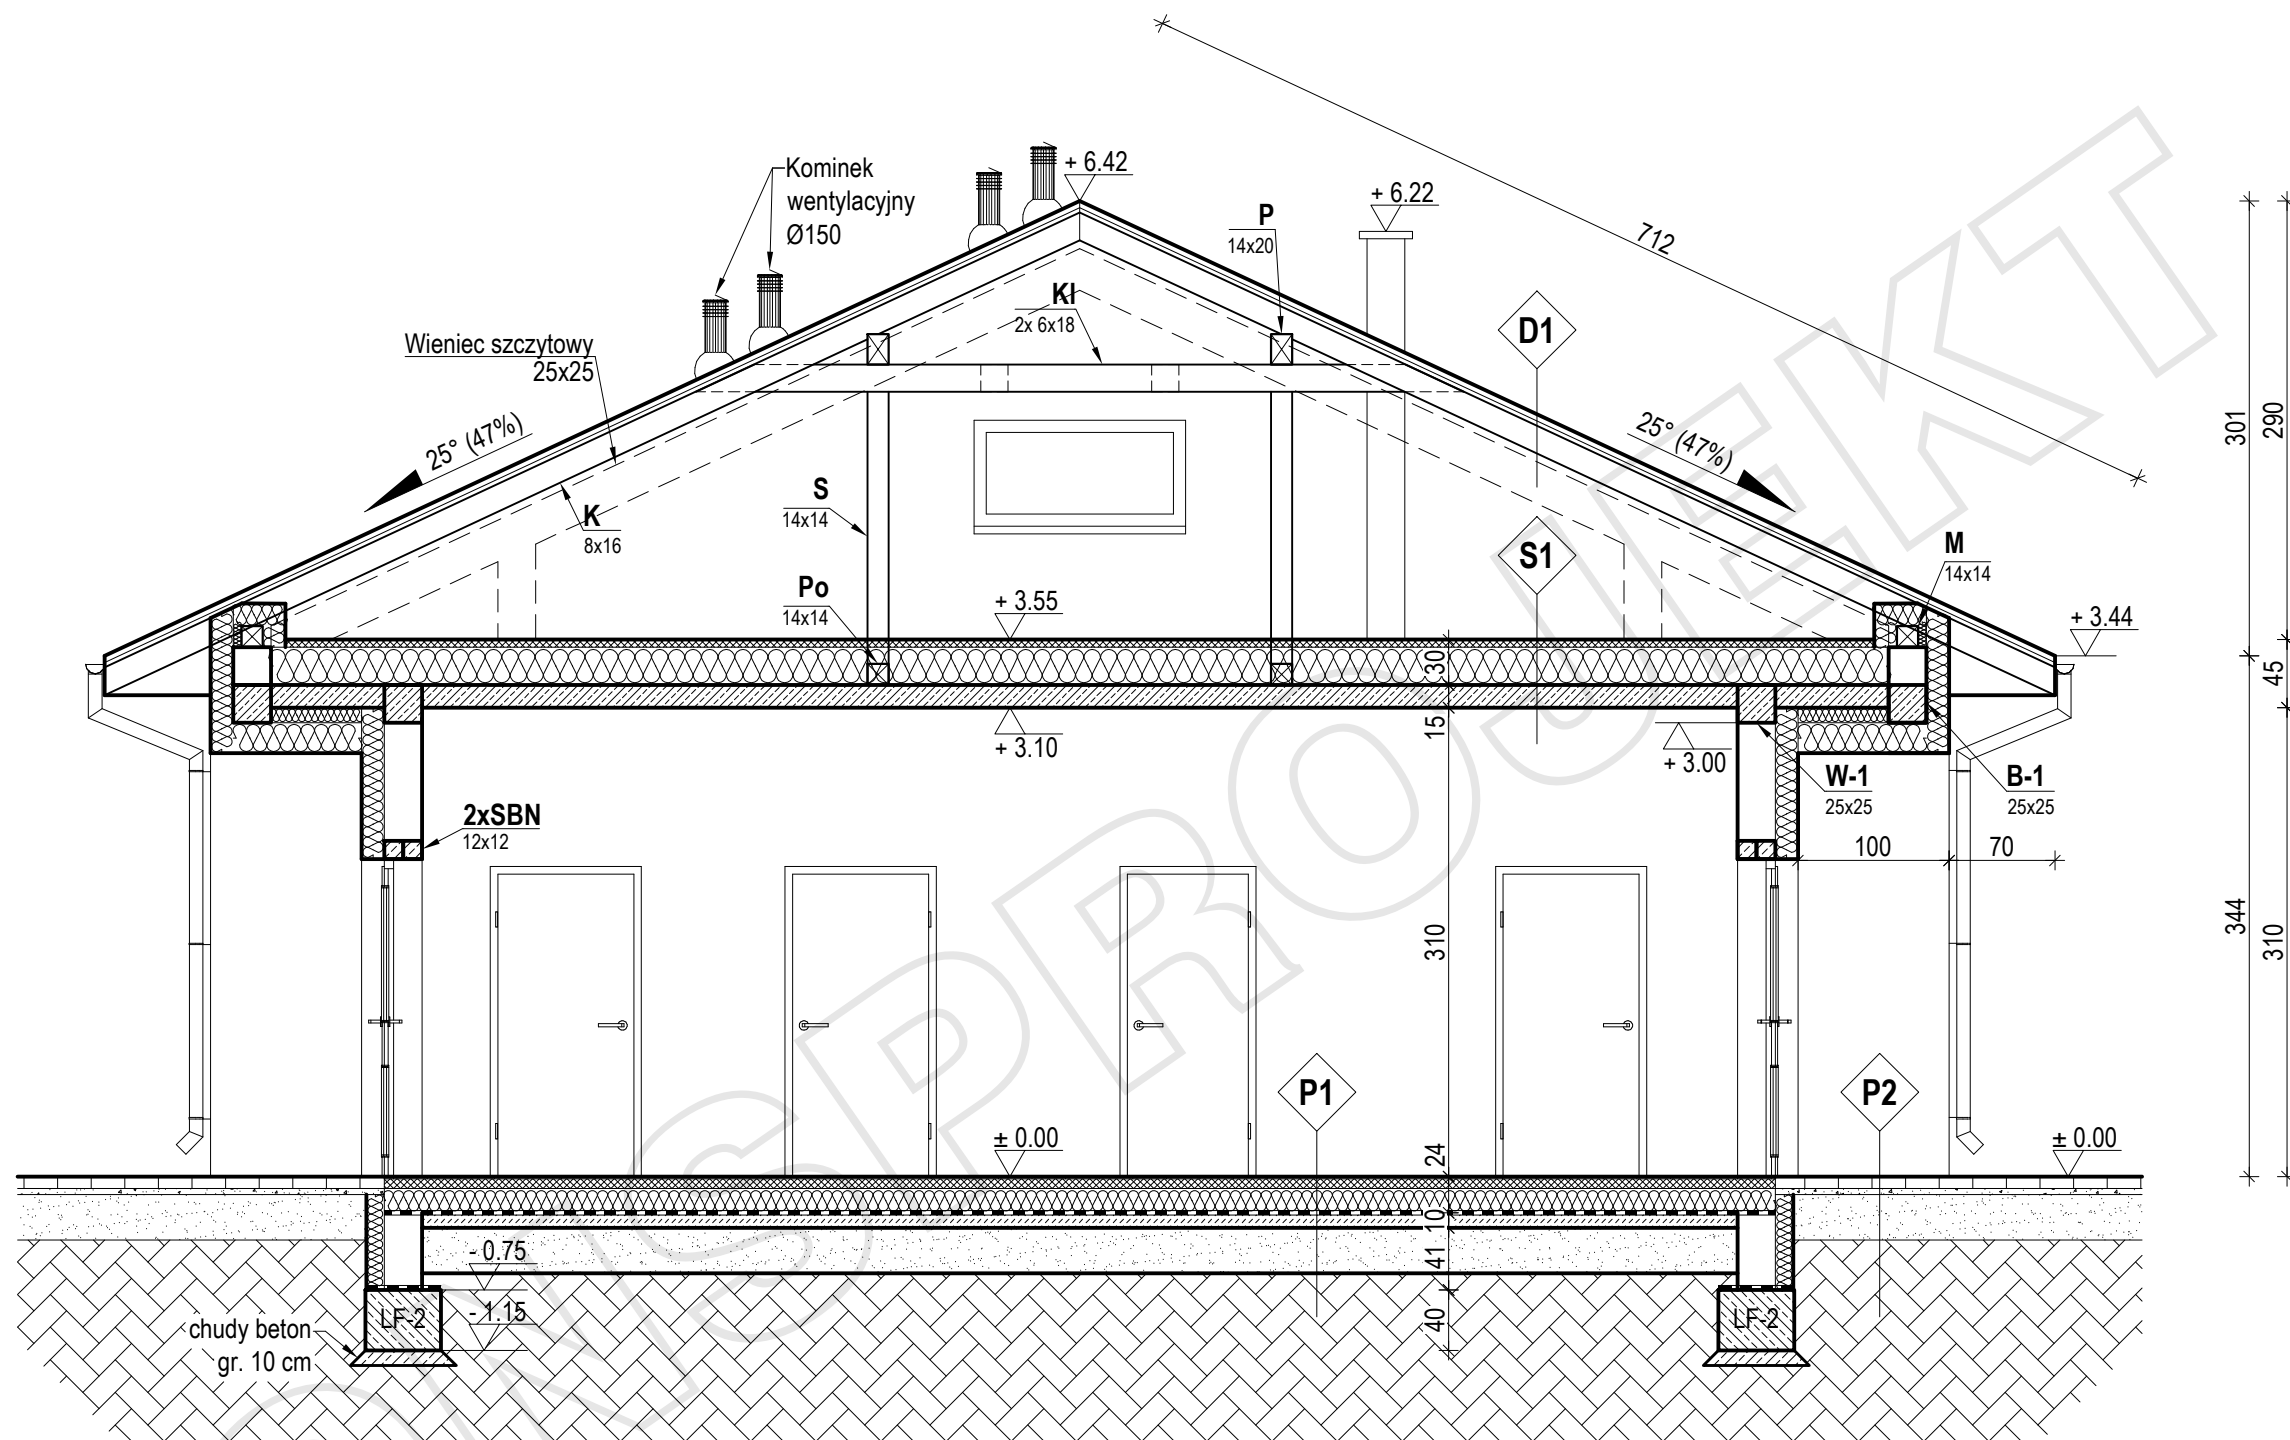 Kominek
wentylacyjny
Ø150
+ 6.42
+ 6.22
P
14x20
712
Kl
2x 6x18
D1
Wieniec szczytowy
25x25
25° (47%)
25° (47%)
301
290
K
8x16
S
14x14
S1
M
14x14
Po
14x14
+ 3.55
+ 3.44
30
45
15
+ 3.10
+ 3.00
W-1
25x25
B-1
25x25
2xSBN
12x12
100
70
310
344
310
P1
P2
± 0.00
± 0.00
24
10
41
40
- 0.75
- 1.15
LF-2
LF-2
chudy beton
gr. 10 cm
NSPROJEKT